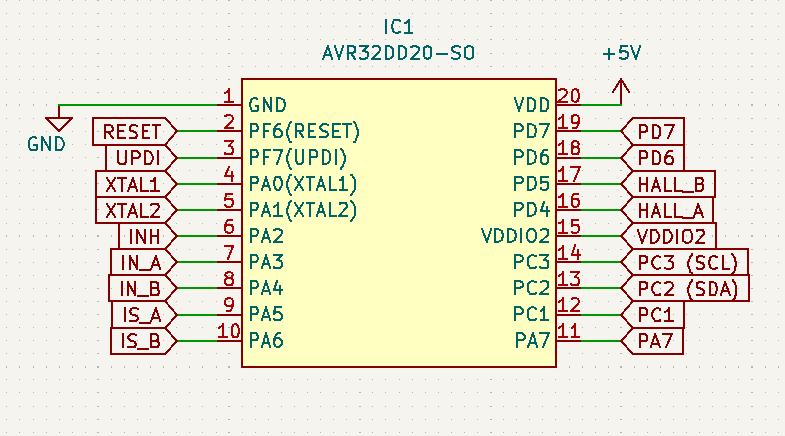 IC1
AVR32DD20-SO
+5V
1 GND VDD 20
GND
RESET 2 PF6(RESET) PD7 19 PD7
UPDI 3 PF7(UPDI) PD6 18 PD6
XTAL1 4 PA0(XTAL1) PD5 17 HALL_B
XTAL2 5 PA1(XTAL2) PD4 16 HALL_A
INH 6 PA2 VDDIO2 15 VDDIO2
IN_A 7 PA3 PC3 14 PC3 (SCL)
IN_B 8 PA4 PC2 13 PC2 (SDA)
IS_A 9 PA5 PC1 12 PC1
IS_B 10 PA6 PA7 11 PA7